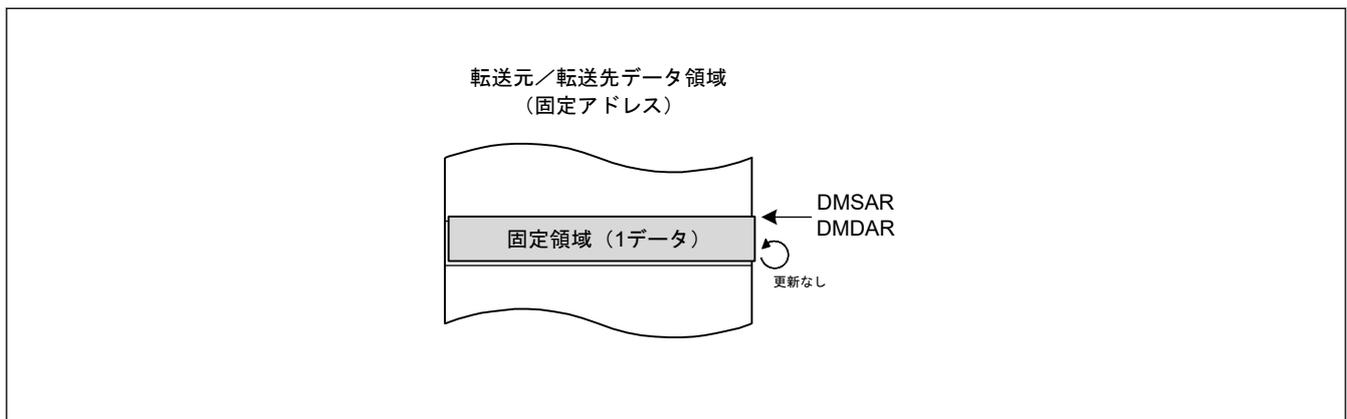 転送元／転送先データ領域
（固定アドレス）
DMSAR
DMDAR
固定領域（1データ）
更新なし